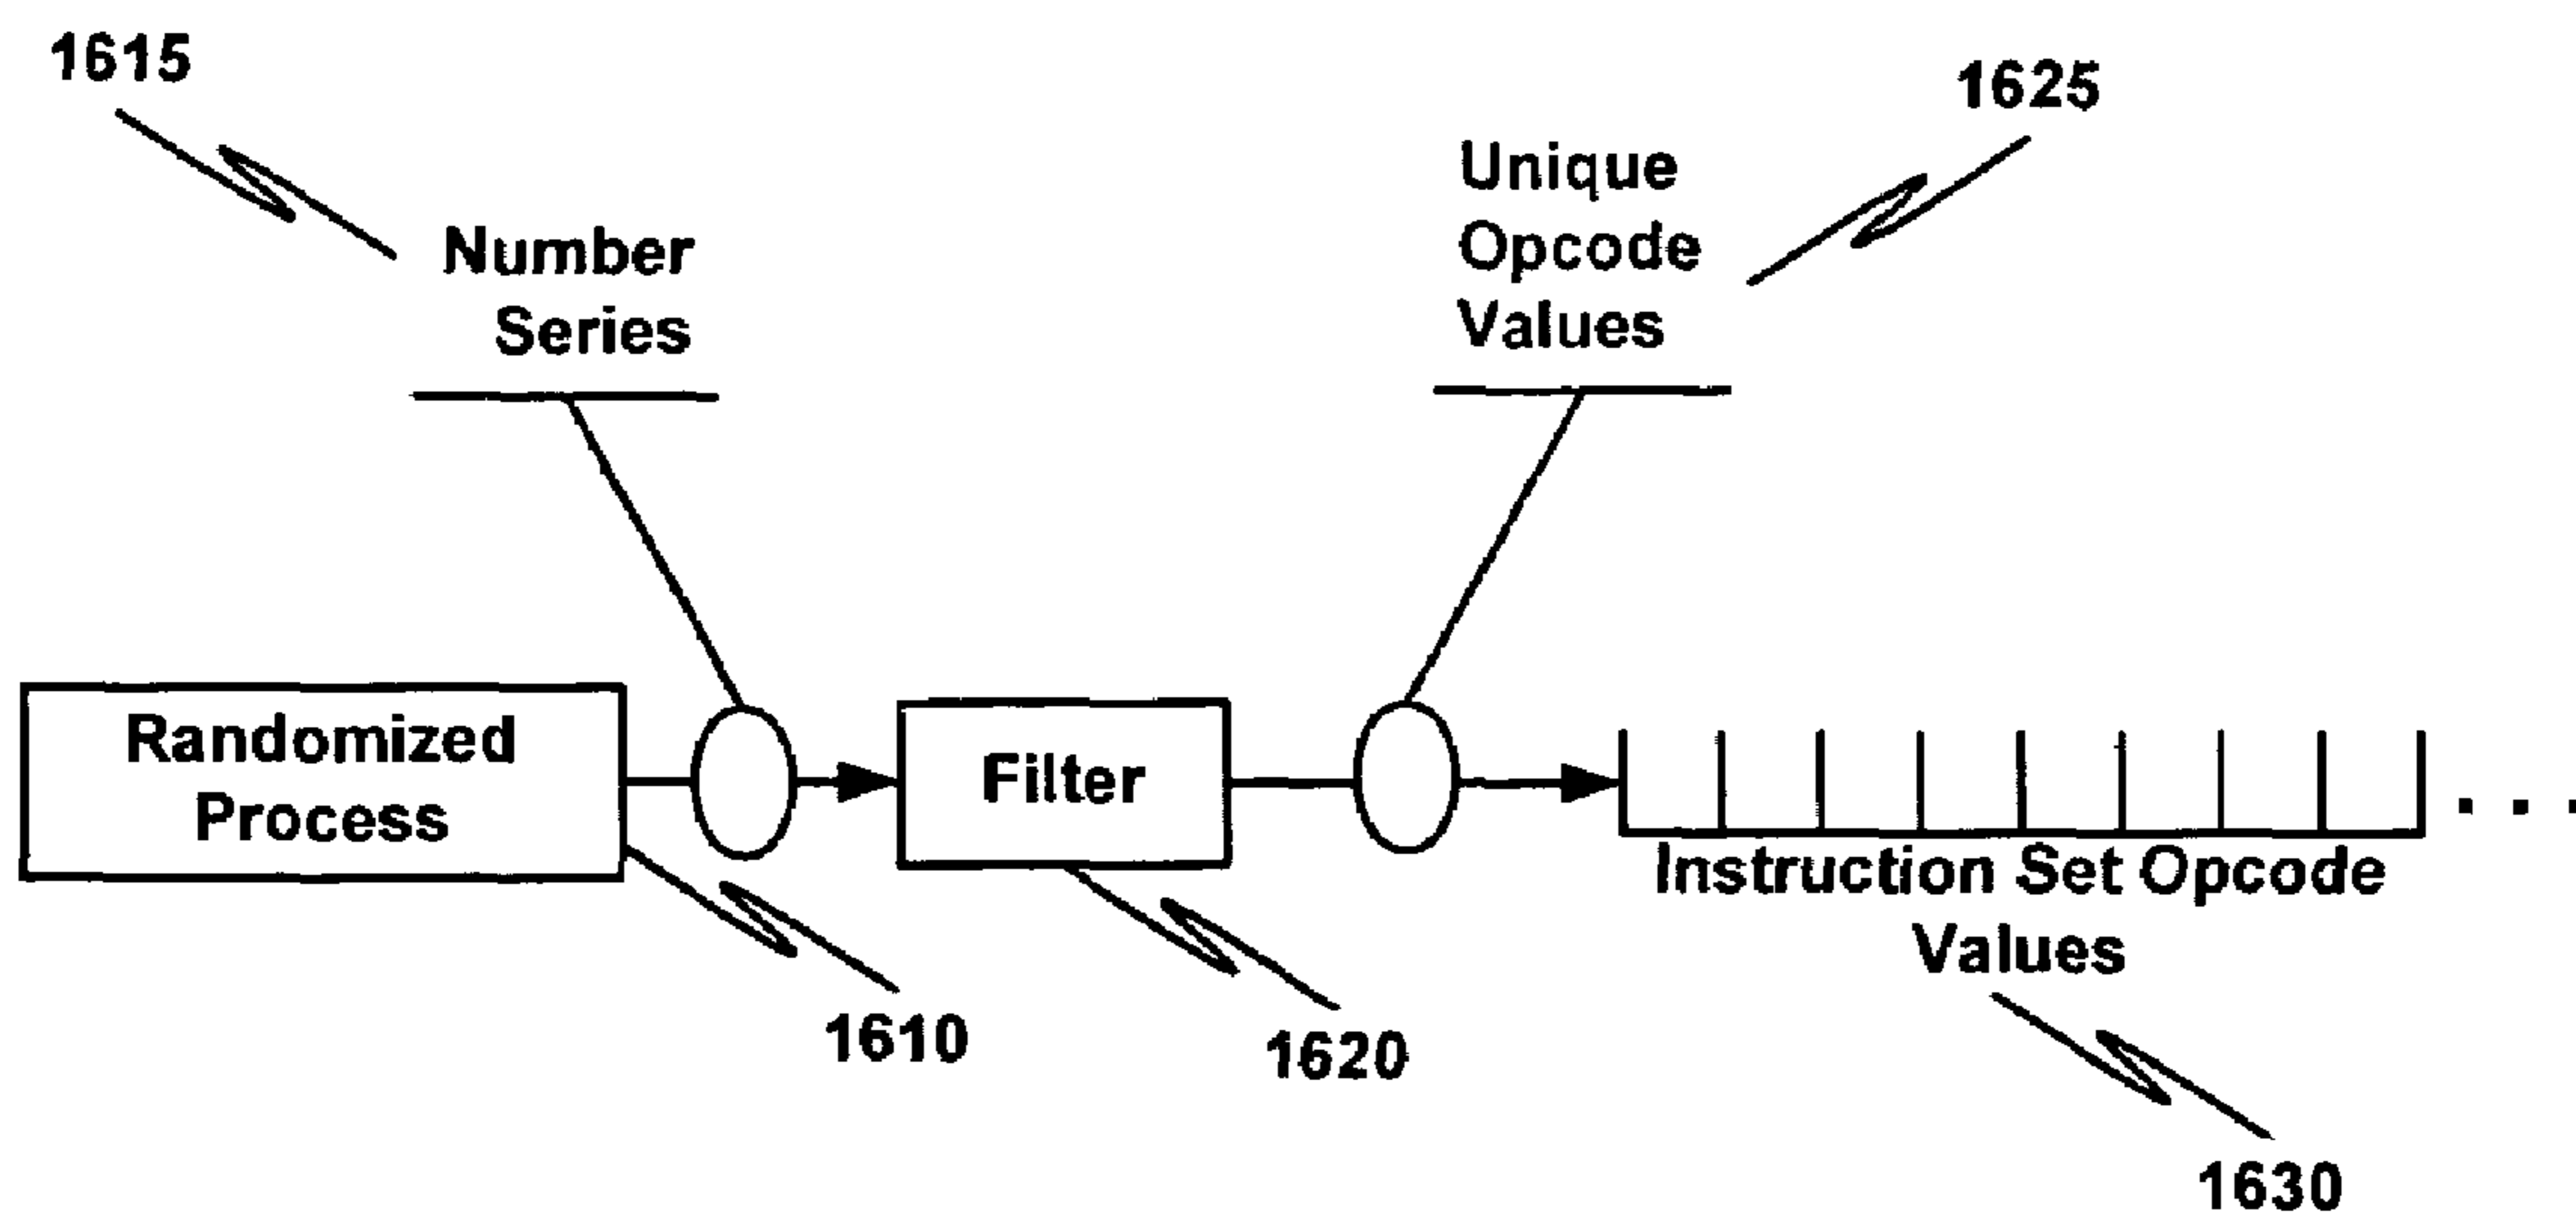 1615
1625
Number
Series
Unique
Opcode
Values
Randomized
Process
Filter
Instruction Set Opcode
Values
1610
1620
1630